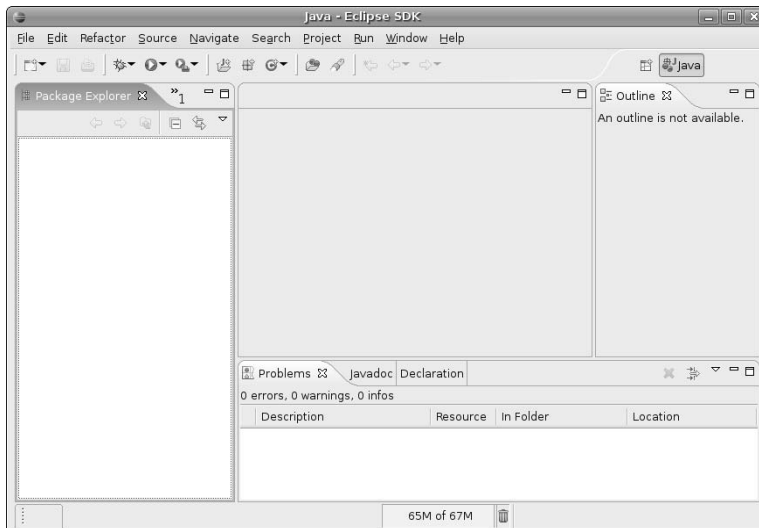 Java - Eclipse SDK
File Edit Refactor Source Navigate Search Project Run Window Help
Java
Package Explorer »1
Outline
An outline is not available.
Problems Javadoc Declaration
0 errors, 0 warnings, 0 infos
Description Resource In Folder Location
65M of 67M